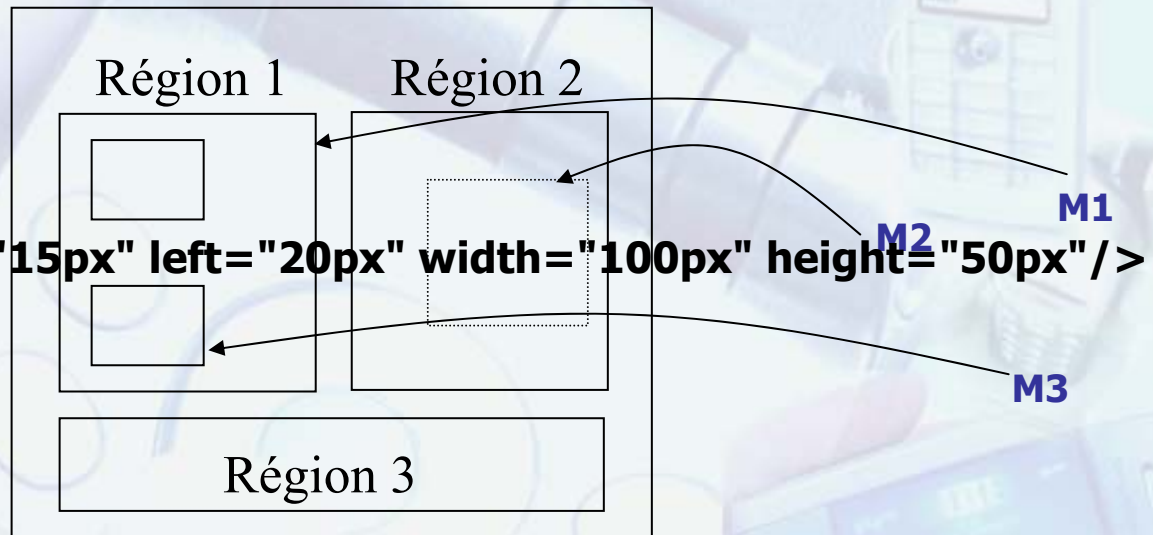 Région 1 Région 2
M1
M2
"15px" left="20px" width="100px" height="50px"/>
M3
Région 3